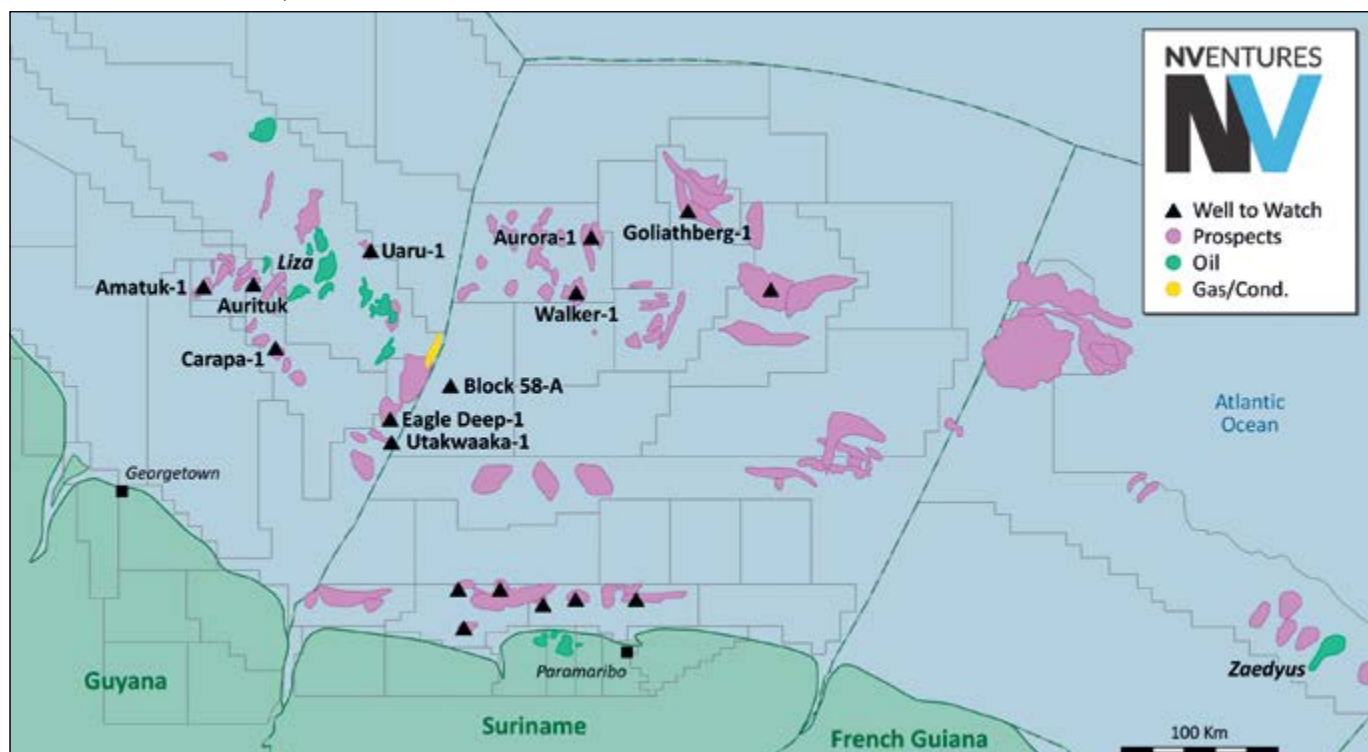 NVENTURES
NV
Well to Watch
Prospects
Oil
Gas/Cond.
Aurora-1
Goliathberg-1
Liza
Uaru-1
Amatuk-1
Aurituk
Walker-1
Carapa-1
Block 58-A
Eagle Deep-1
Utakwaaka-1
Atlantic
Ocean
Georgetown
Paramaribo
Zaedyus
Guyana
Suriname
French Guiana
100 Km